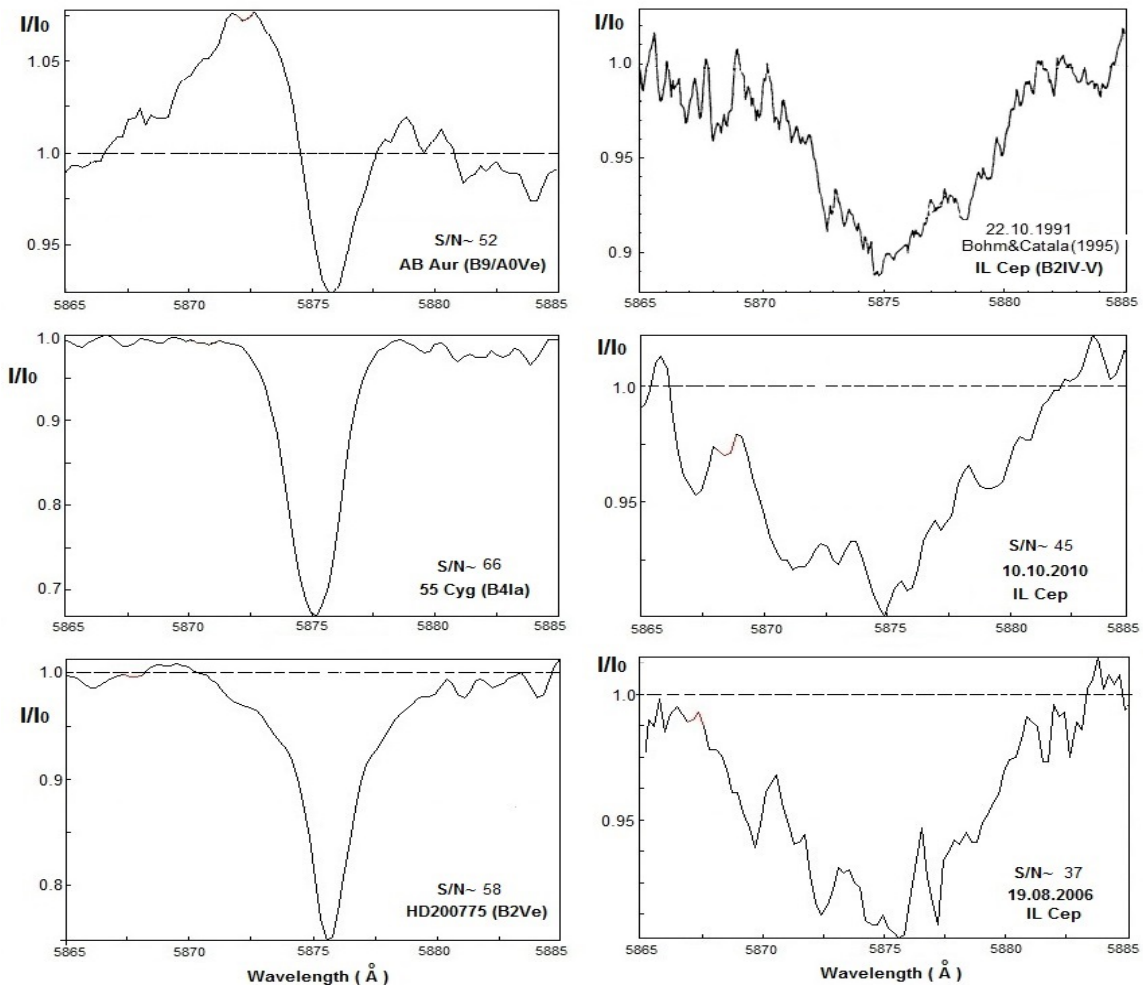 I/I0
1.05
1.0
0.95
S/N~ 52
AB Aur (B9/A0Ve)
5865
5870
5875
5880
5885
I/I0
1.0
0.95
0.9
22.10.1991
Bohm&Catala(1995)
IL Cep (B2IV-V)
5865
5870
5875
5880
5885
1.0
I/I0
0.9
0.8
0.7
S/N~ 66
55 Cyg (B4Ia)
5865
5870
5875
5880
5885
I/I0
1.0
0.95
S/N~ 45
10.10.2010
IL Cep
5865
5870
5875
5880
5885
1.0
I/I0
0.9
0.8
S/N~ 58
HD200775 (B2Ve)
5865
5870
5875
5880
5885
Wavelength ( Å )
I/I0
1.0
0.95
S/N~ 37
19.08.2006
IL Cep
5865
5870
5875
5880
5885
Wavelength ( Å )